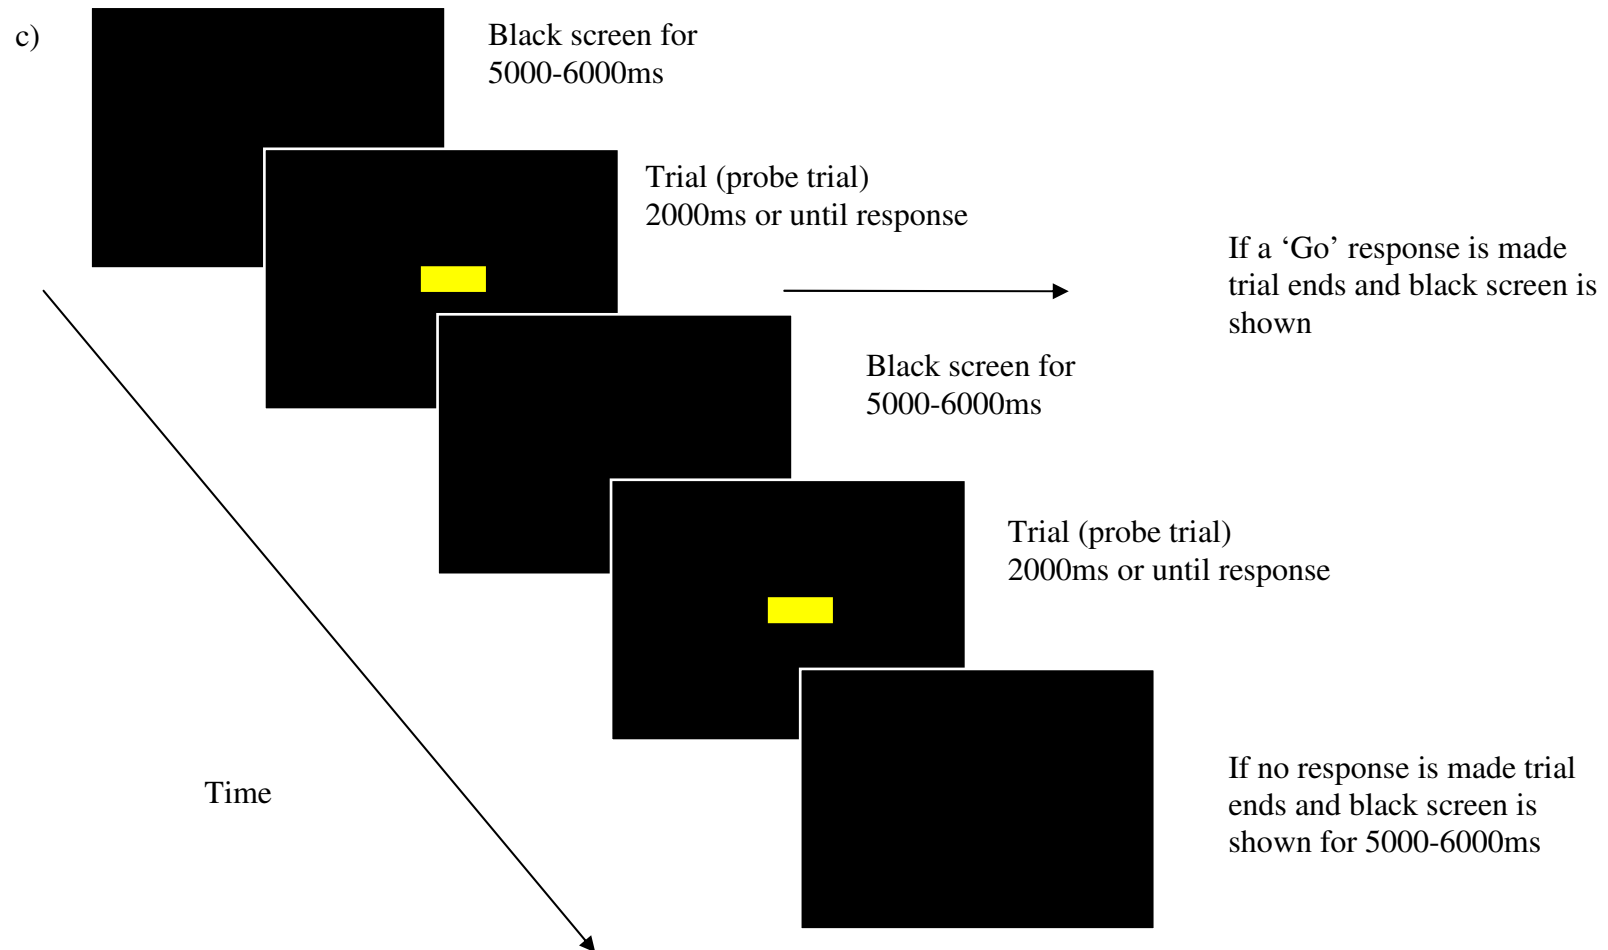 c)
Black screen for
5000-6000ms
Trial (probe trial)
2000ms or until response
If a ‘Go’ response is made
trial ends and black screen is
shown
Black screen for
5000-6000ms
Trial (probe trial)
2000ms or until response
Time
If no response is made trial
ends and black screen is
shown for 5000-6000ms